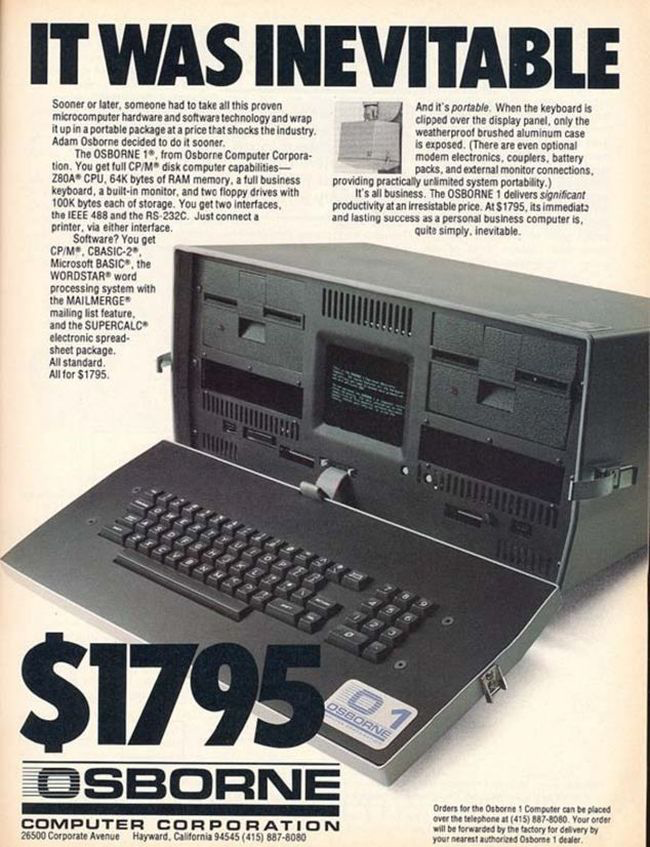 IT WAS INEVITABLE
Sooner or later, someone had to take all this proven
microcomputer hardware and software technology and wrap
it up in a portable package at a price that shocks the industry.
Adam Osborne decided to do it sooner.
The OSBORNE 1®, from Osborne Computer Corpora-
tion. You get full CP/M® disk computer capabilities—
Z80A® CPU, 64K bytes of RAM memory, a full business
keyboard, a built-in monitor, and two floppy drives with
100K bytes each of storage. You get two interfaces,
the IEEE 488 and the RS-232C. Just connect a
printer, via either interface.
Software? You get
CP/M®, CBASIC-2®,
Microsoft BASIC®, the
WORDSTAR® word
processing system with
the MAILMERGE®
mailing list feature,
and the SUPERCALC®
electronic spread-
sheet package.
All standard.
All for $1795.
And it's portable. When the keyboard is
clipped over the display panel, only the
weatherproof brushed aluminum case
is exposed. (There are even optional
modem electronics, couplers, battery
packs, and external monitor connections,
providing practically unlimited system portability.)
It's all business. The OSBORNE 1 delivers significant
productivity at an irresistable price. At $1795, its immediate
and lasting success as a personal business computer is,
quite simply, inevitable.
O 1
OSBORNE
$1795
OSBORNE
COMPUTER CORPORATION
26500 Corporate Avenue Hayward, California 94545 (415) 887-8080
Orders for the Osborne 1 Computer can be placed
over the telephone at (415) 887-8080. Your order
will be forwarded by the factory for delivery by
your nearest authorized Osborne 1 dealer.